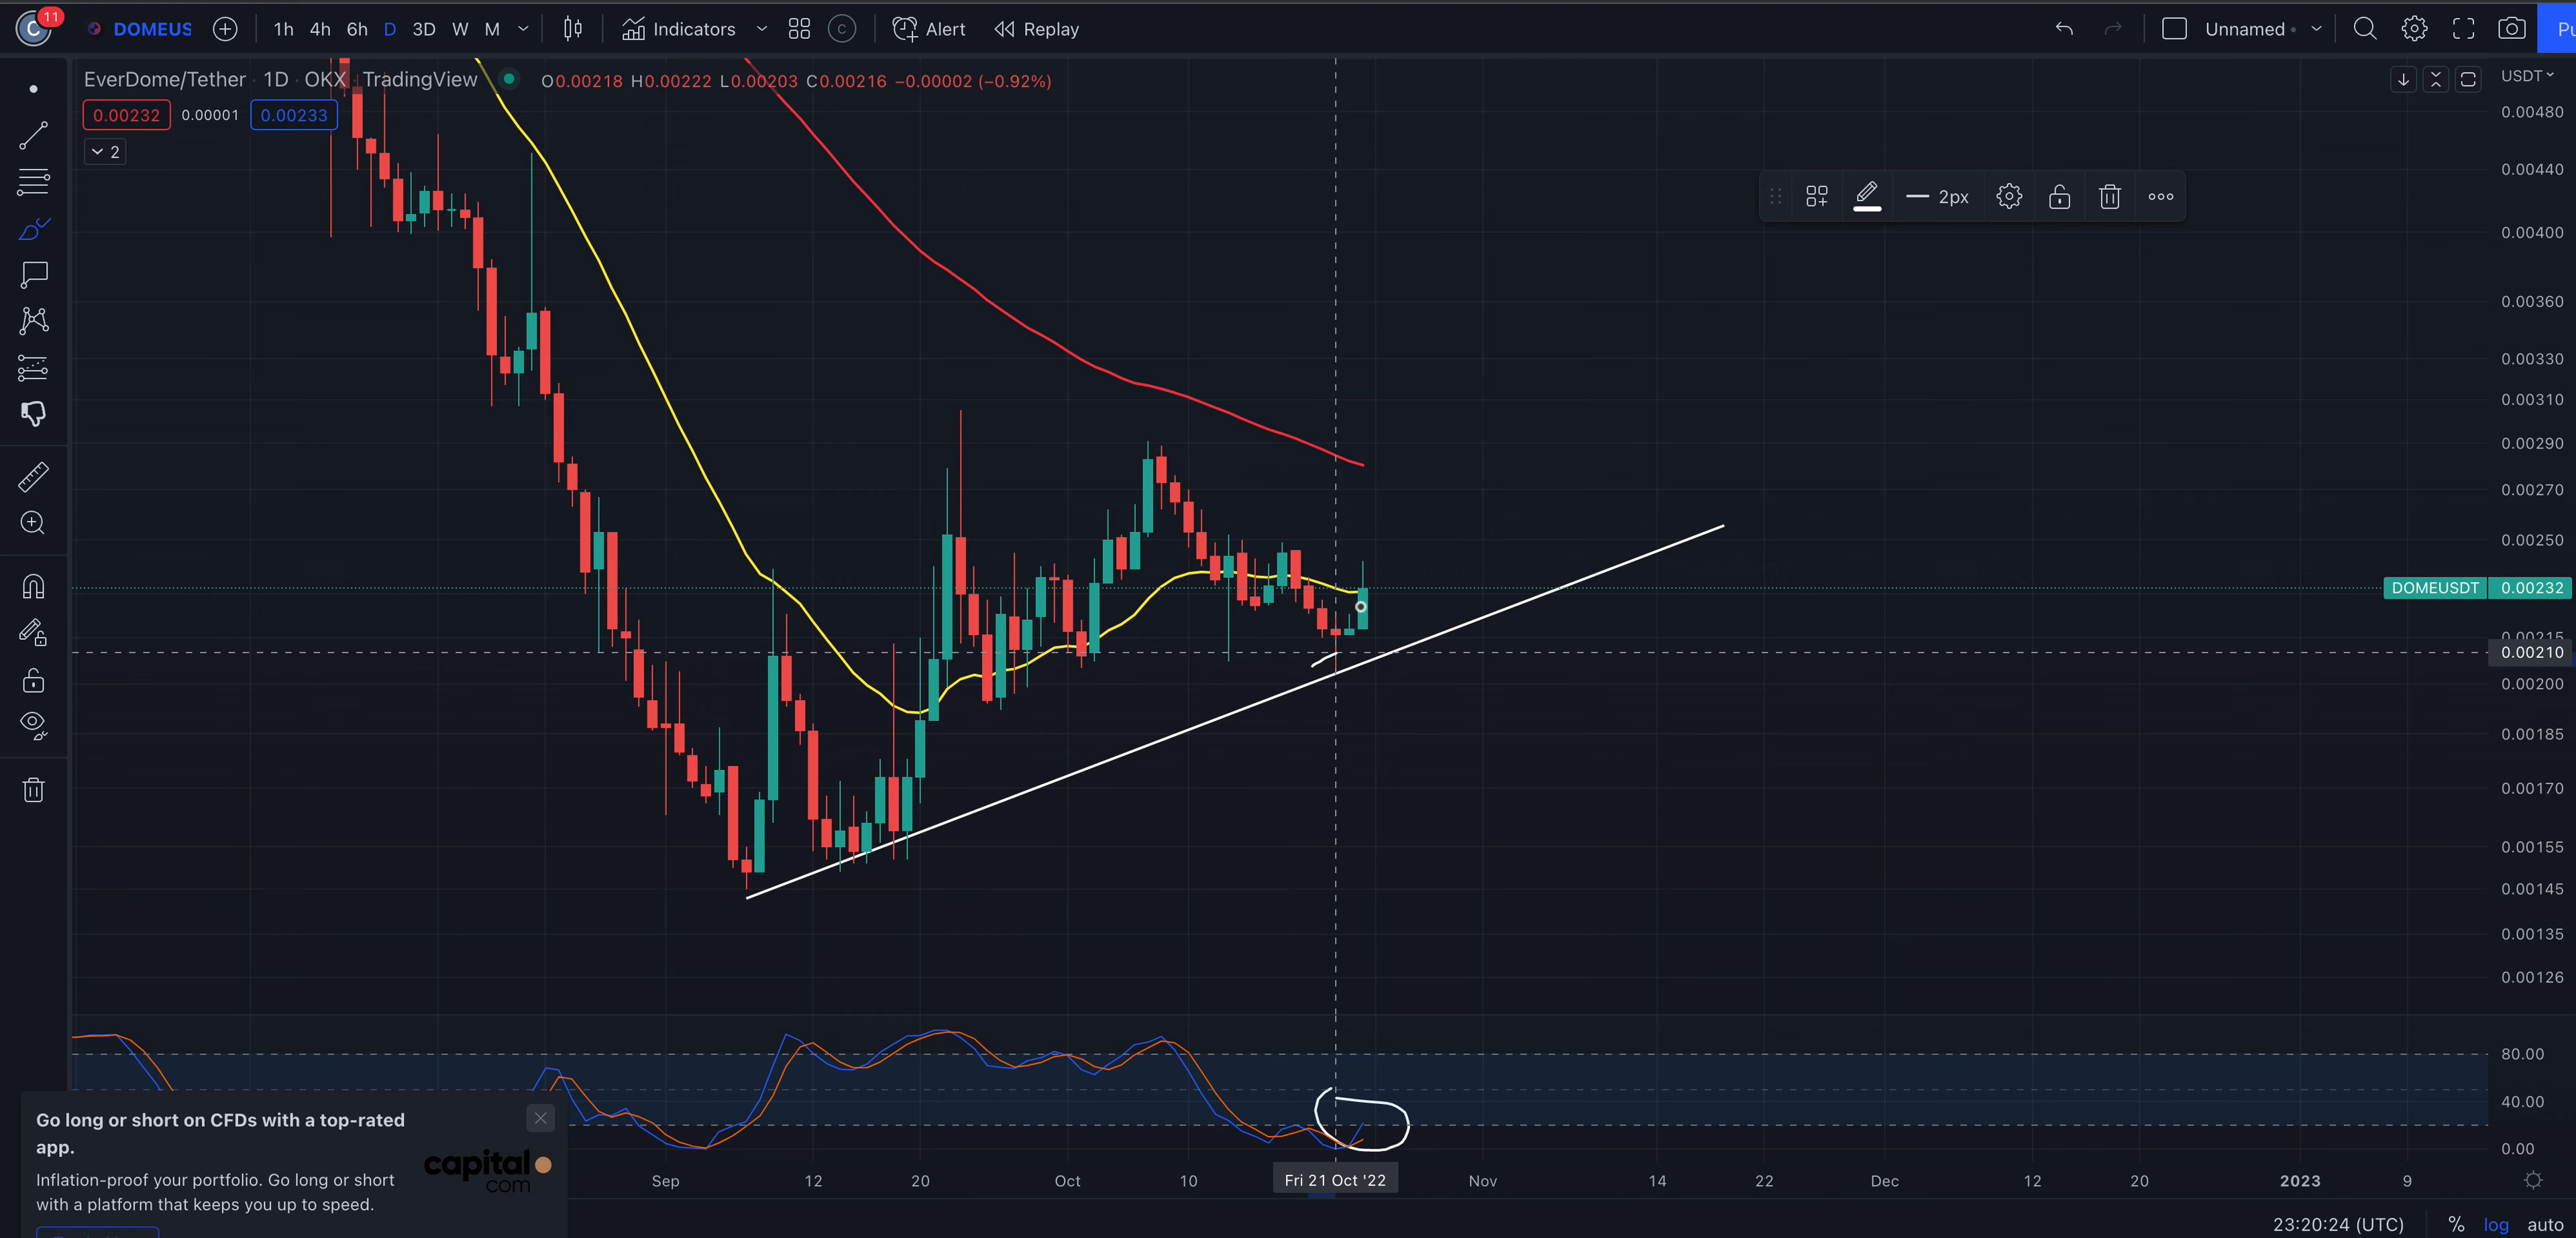 C 11 DOMEUS 1h 4h 6h D 3D W M Indicators C Alert Replay Unnamed
EverDome/Tether · 1D · OKX · TradingView O0.00218 H0.00222 L0.00203 C0.00216 −0.00002 (−0.92%) USDT
0.00232 0.00001 0.00233
2
2px
0.00480
0.00440
0.00400
0.00360
0.00330
0.00310
0.00290
0.00270
0.00250
DOMEUSDT 0.00232
0.00215
0.00210
0.00200
0.00185
0.00170
0.00155
0.00145
0.00135
0.00126
80.00
40.00
0.00
Go long or short on CFDs with a top-rated
app.
Inflation-proof your portfolio. Go long or short
with a platform that keeps you up to speed.
capital
com
Sep 12 20 Oct 10 Fri 21 Oct '22 Nov 14 22 Dec 12 20 2023 9
23:20:24 (UTC) % log auto